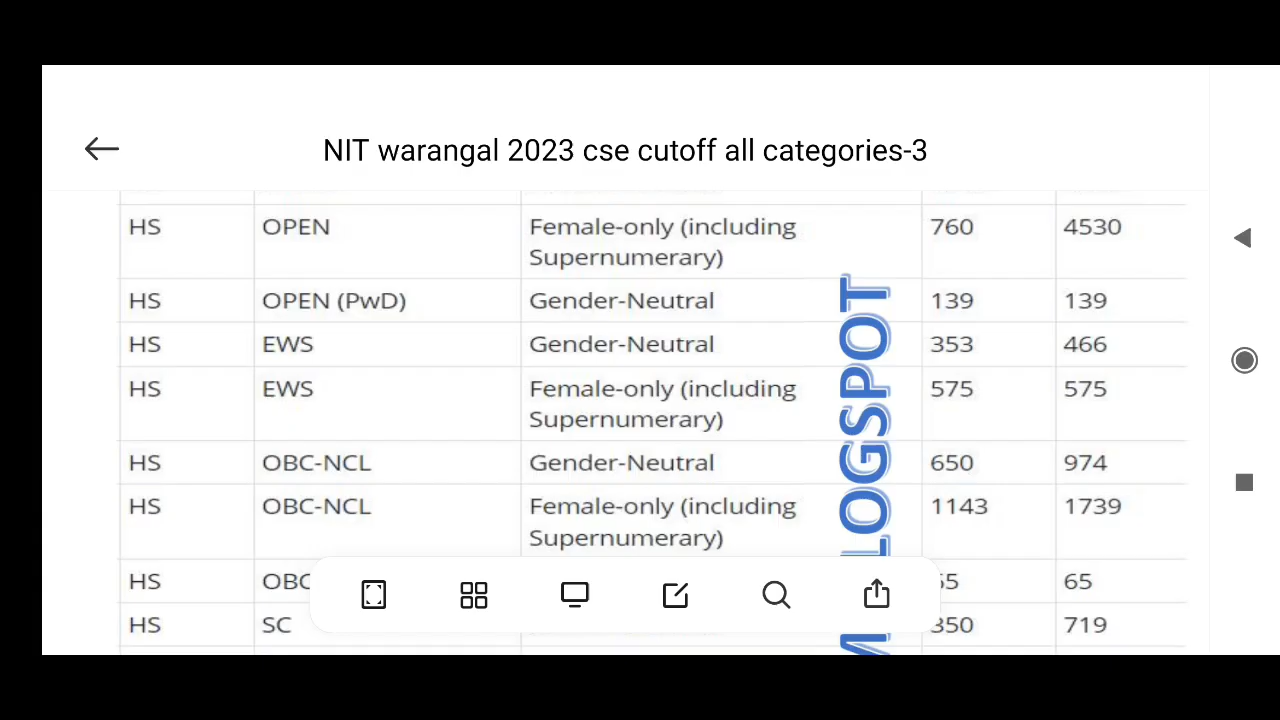 NIT warangal 2023 cse cutoff all categories-3
HS OPEN Female-only (including Supernumerary) 760 4530
HS OPEN (PwD) Gender-Neutral 139 139
HS EWS Gender-Neutral 353 466
HS EWS Female-only (including Supernumerary) 575 575
HS OBC-NCL Gender-Neutral 650 974
HS OBC-NCL Female-only (including Supernumerary) 1143 1739
HS OBC 65
HS SC 350 719
LOGSPOT